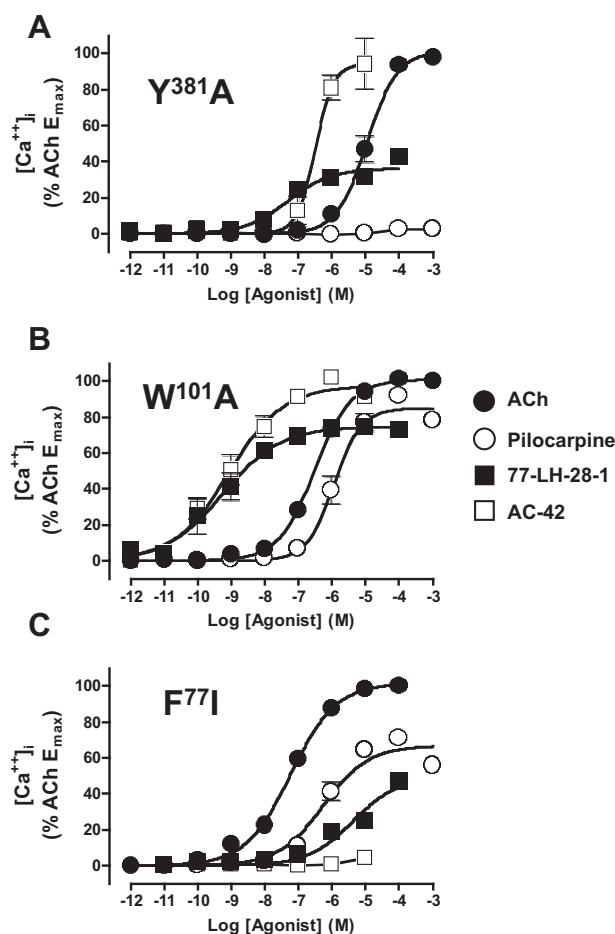 A
Y³⁸¹A
[Ca⁺⁺]ᵢ
(% ACh Eₘₐₓ)
100
80
60
40
20
0
-12 -11 -10 -9 -8 -7 -6 -5 -4 -3
Log [Agonist] (M)
B
W¹⁰¹A
[Ca⁺⁺]ᵢ
(% ACh Eₘₐₓ)
100
80
60
40
20
0
-12 -11 -10 -9 -8 -7 -6 -5 -4 -3
Log [Agonist] (M)
ACh
Pilocarpine
77-LH-28-1
AC-42
C
F⁷⁷I
[Ca⁺⁺]ᵢ
(% ACh Eₘₐₓ)
100
80
60
40
20
0
-12 -11 -10 -9 -8 -7 -6 -5 -4 -3
Log [Agonist] (M)